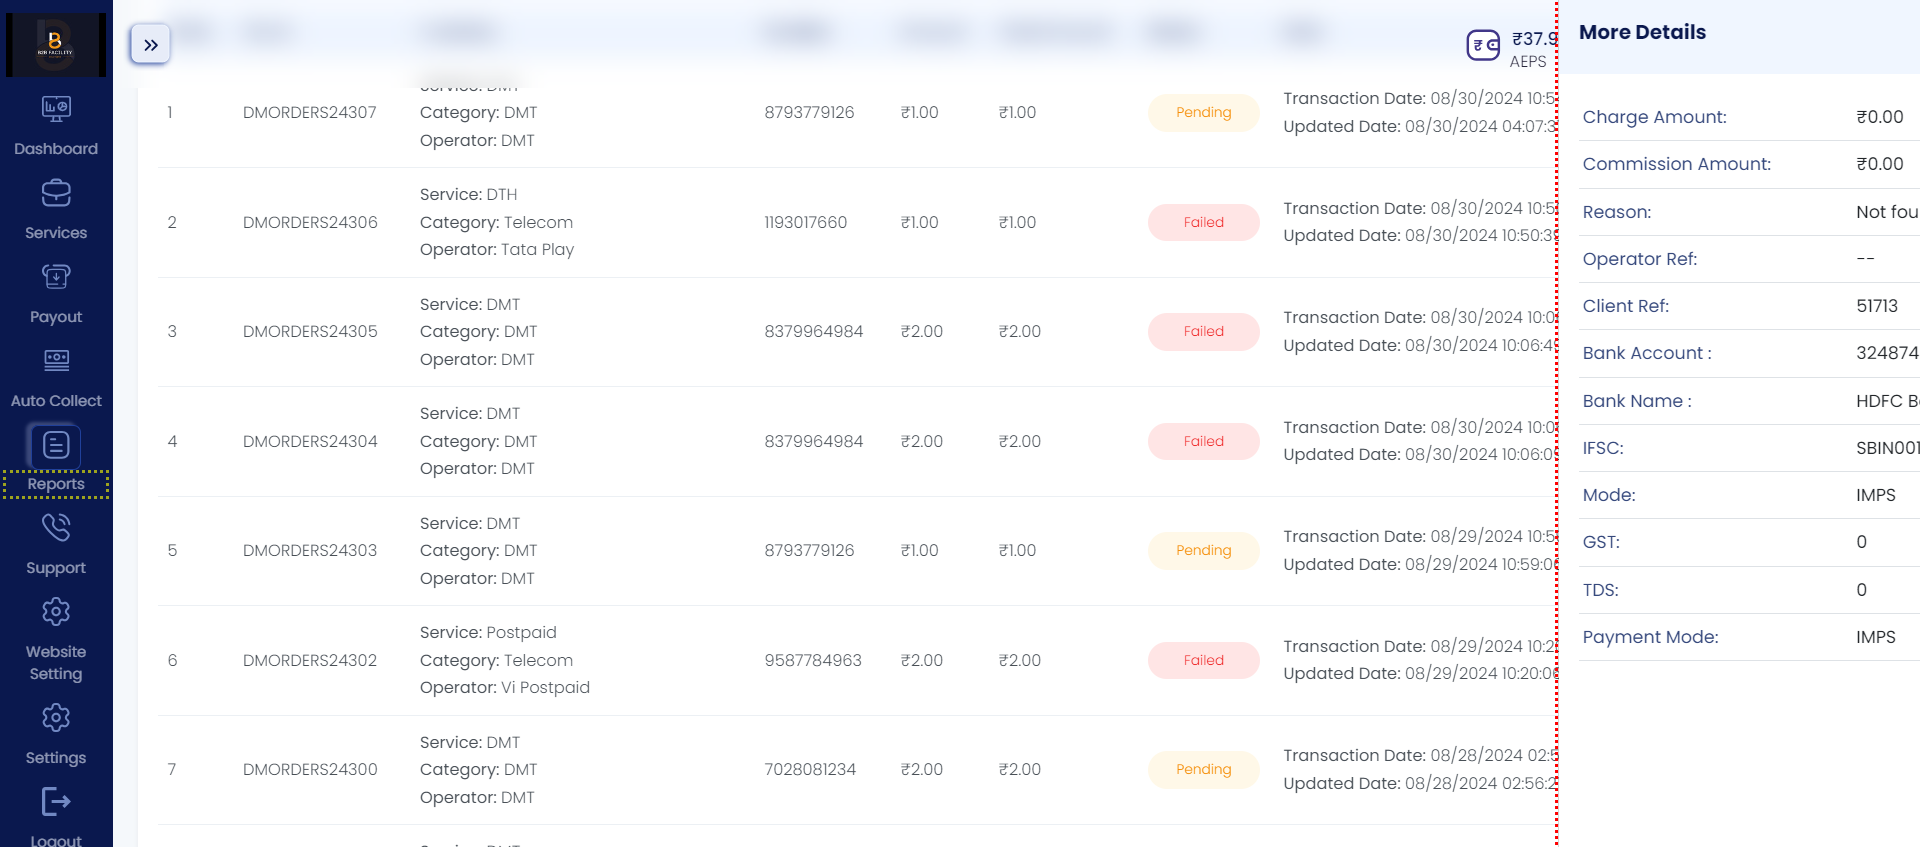 B2B FACILITY
₹37.9
AEPS
More Details
Dashboard
Services
Payout
Auto Collect
Reports
Support
Website
Setting
Settings
Logout
1 DMORDERS24307 Service: DMT 8793779126 ₹1.00 ₹1.00 Pending Transaction Date: 08/30/2024 10:5
Category: DMT Updated Date: 08/30/2024 04:07:3
Operator: DMT
2 DMORDERS24306 Service: DTH 1193017660 ₹1.00 ₹1.00 Failed Transaction Date: 08/30/2024 10:5
Category: Telecom Updated Date: 08/30/2024 10:50:3
Operator: Tata Play
3 DMORDERS24305 Service: DMT 8379964984 ₹2.00 ₹2.00 Failed Transaction Date: 08/30/2024 10:0
Category: DMT Updated Date: 08/30/2024 10:06:4
Operator: DMT
4 DMORDERS24304 Service: DMT 8379964984 ₹2.00 ₹2.00 Failed Transaction Date: 08/30/2024 10:0
Category: DMT Updated Date: 08/30/2024 10:06:0
Operator: DMT
5 DMORDERS24303 Service: DMT 8793779126 ₹1.00 ₹1.00 Pending Transaction Date: 08/29/2024 10:5
Category: DMT Updated Date: 08/29/2024 10:59:0
Operator: DMT
6 DMORDERS24302 Service: Postpaid 9587784963 ₹2.00 ₹2.00 Failed Transaction Date: 08/29/2024 10:2
Category: Telecom Updated Date: 08/29/2024 10:20:0
Operator: Vi Postpaid
7 DMORDERS24300 Service: DMT 7028081234 ₹2.00 ₹2.00 Pending Transaction Date: 08/28/2024 02:5
Category: DMT Updated Date: 08/28/2024 02:56:2
Operator: DMT
Charge Amount: ₹0.00
Commission Amount: ₹0.00
Reason: Not fou
Operator Ref: --
Client Ref: 51713
Bank Account : 324874
Bank Name : HDFC B
IFSC: SBIN001
Mode: IMPS
GST: 0
TDS: 0
Payment Mode: IMPS